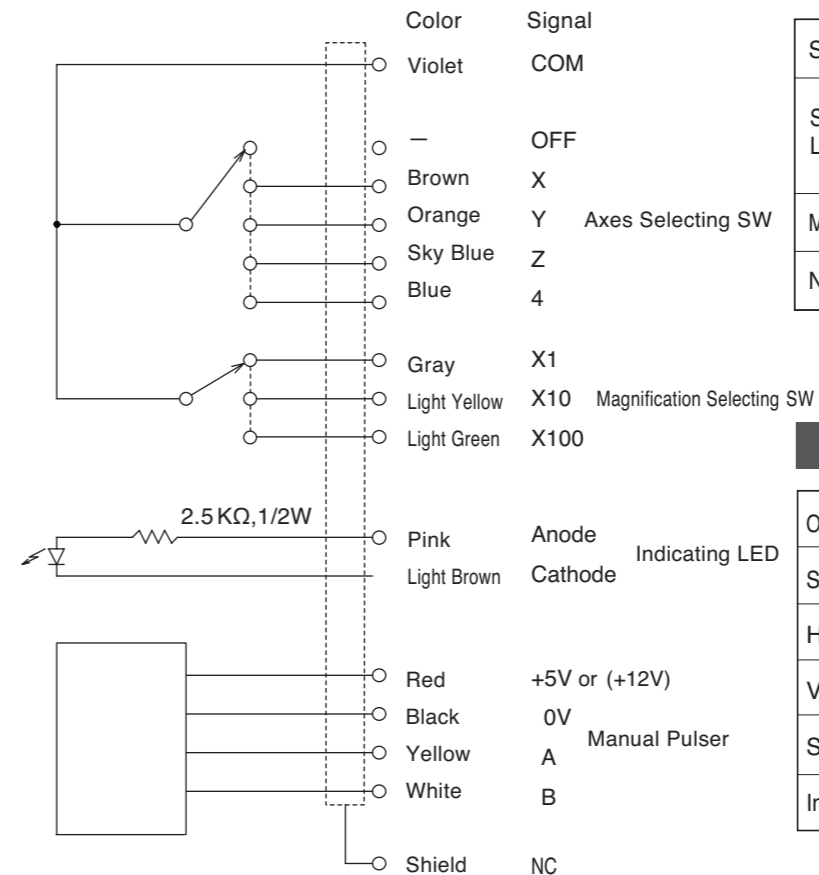 Color Signal
Violet COM
— OFF
Brown X
Orange Y Axes Selecting SW
Sky Blue Z
Blue 4
Gray X1
Light Yellow X10 Magnification Selecting SW
Light Green X100
2.5KΩ,1/2W
Pink Anode
Indicating LED
Light Brown Cathode
Red +5V or (+12V)
Black 0V
Manual Pulser
Yellow A
White B
Shield NC